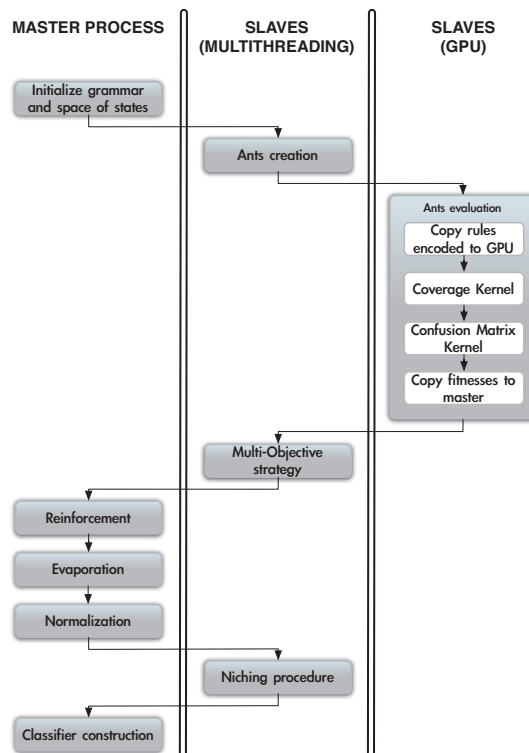 MASTER PROCESS
SLAVES
(MULTITHREADING)
SLAVES
(GPU)
Initialize grammar
and space of states
Ants creation
Ants evaluation
Copy rules
encoded to GPU
Coverage Kernel
Confusion Matrix
Kernel
Copy fitnesses to
master
Multi-Objective
strategy
Reinforcement
Evaporation
Normalization
Niching procedure
Classifier construction